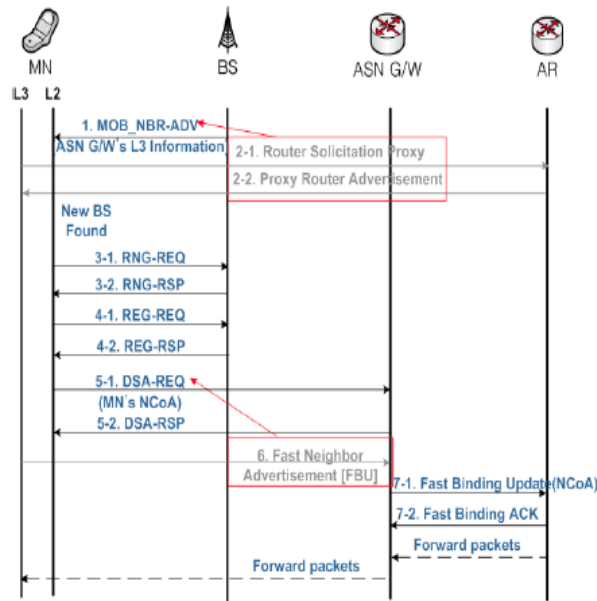 MN
BS
ASN G/W
AR
L3 L2
1. MOB_NBR-ADV
ASN G/W`s L3 Information
2-1. Router Solicitation Proxy
2-2. Proxy Router Advertisement
New BS
Found
3-1. RNG-REQ
3-2. RNG-RSP
4-1. REG-REQ
4-2. REG-RSP
5-1. DSA-REQ
(MN`s NCoA)
5-2. DSA-RSP
6. Fast Neighbor
Advertisement [FBU]
7-1. Fast Binding Update(NCoA)
7-2. Fast Binding ACK
Forward packets
Forward packets